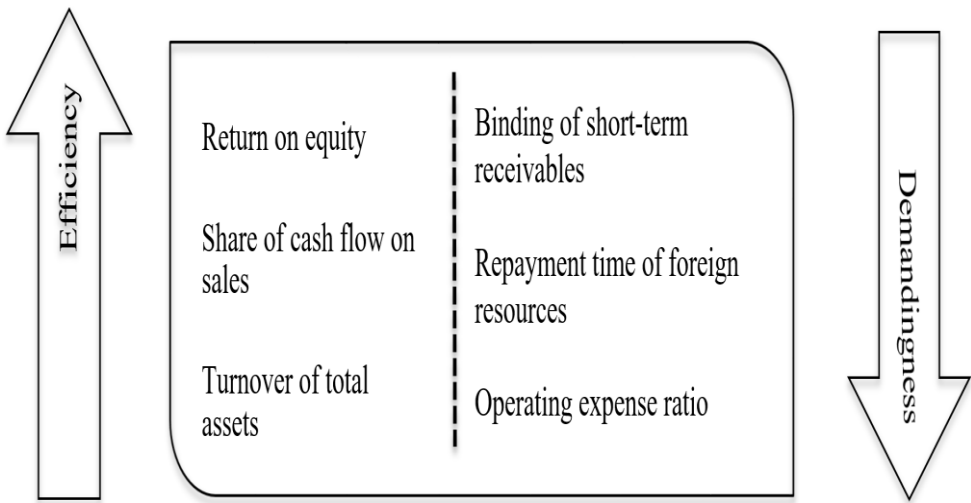 Efficiency
Return on equity
Share of cash flow on
sales
Turnover of total
assets
Binding of short-term
receivables
Repayment time of foreign
resources
Operating expense ratio
Demandingness